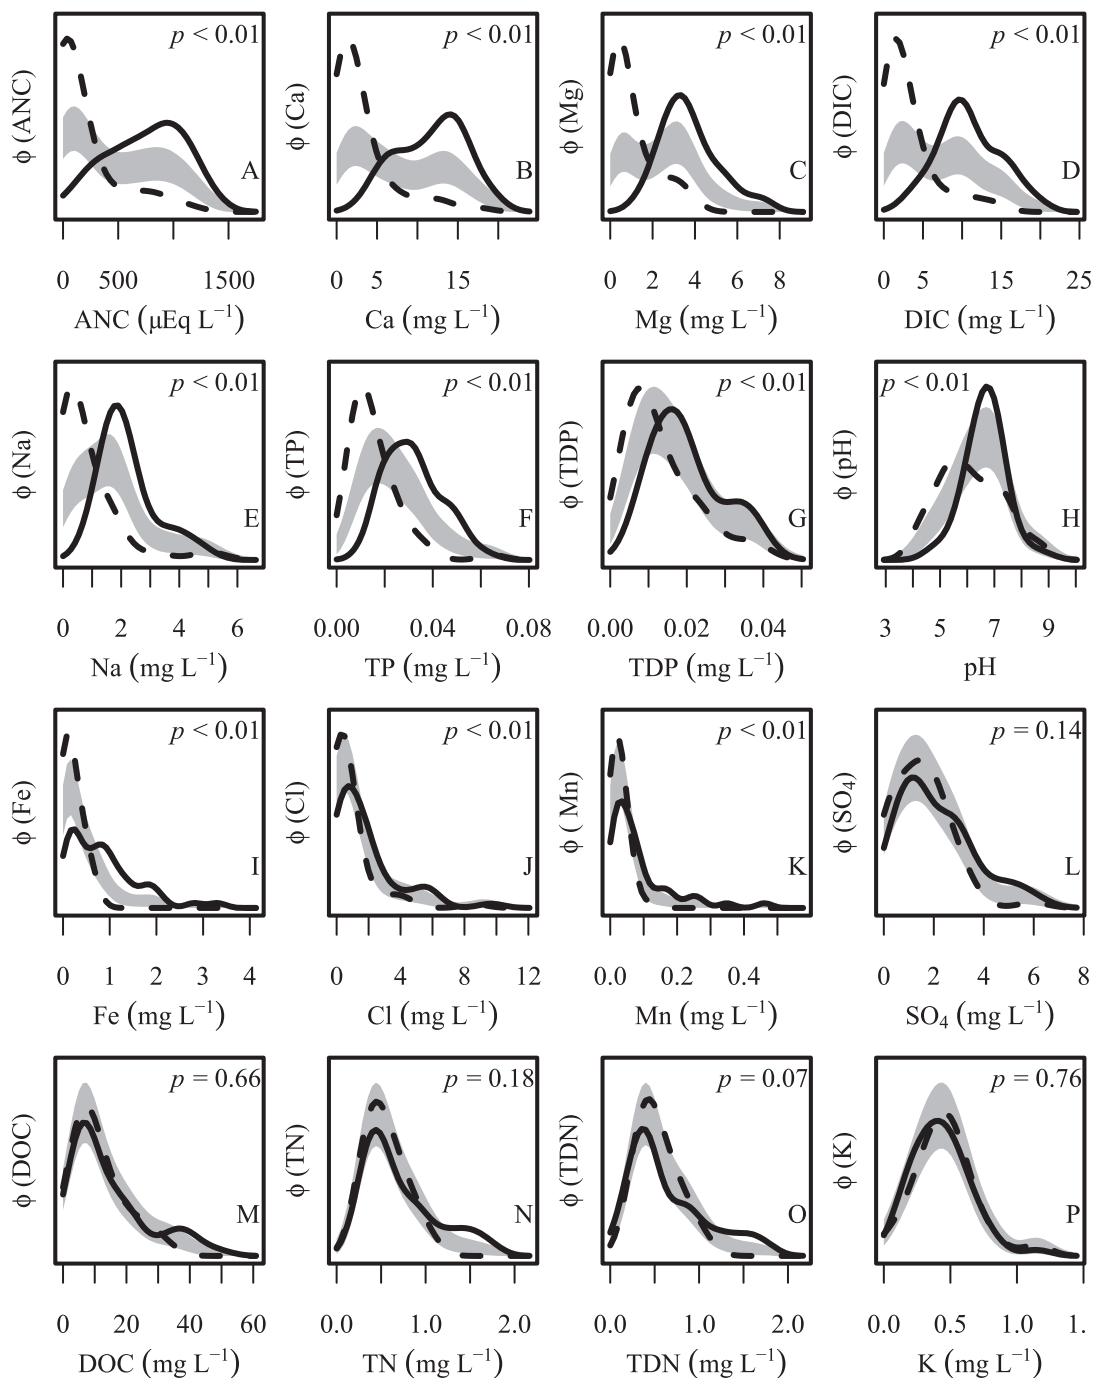 p < 0.01 p < 0.01 p < 0.01 p < 0.01
ϕ (ANC) ϕ (Ca) ϕ (Mg) ϕ (DIC)
A B C D
0 500 1500 0 5 15 0 2 4 6 8 0 5 15 25
ANC (μEq L⁻¹) Ca (mg L⁻¹) Mg (mg L⁻¹) DIC (mg L⁻¹)
p < 0.01 p < 0.01 p < 0.01 p < 0.01
ϕ (Na) ϕ (TP) ϕ (TDP) ϕ (pH)
E F G H
0 2 4 6 0.00 0.04 0.08 0.00 0.02 0.04 3 5 7 9
Na (mg L⁻¹) TP (mg L⁻¹) TDP (mg L⁻¹) pH
p < 0.01 p < 0.01 p < 0.01 p = 0.14
ϕ (Fe) ϕ (Cl) ϕ ( Mn) ϕ (SO₄)
I J K L
0 1 2 3 4 0 4 8 12 0.0 0.2 0.4 0 2 4 6 8
Fe (mg L⁻¹) Cl (mg L⁻¹) Mn (mg L⁻¹) SO₄ (mg L⁻¹)
p = 0.66 p = 0.18 p = 0.07 p = 0.76
ϕ (DOC) ϕ (TN) ϕ (TDN) ϕ (K)
M N O P
0 20 40 60 0.0 1.0 2.0 0.0 1.0 2.0 0.0 0.5 1.0 1.
DOC (mg L⁻¹) TN (mg L⁻¹) TDN (mg L⁻¹) K (mg L⁻¹)